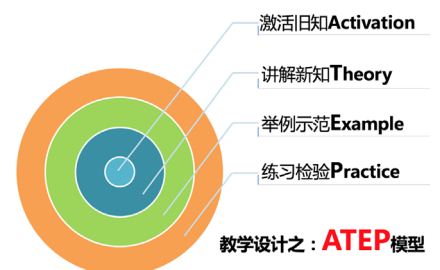 激活旧知Activation
讲解新知Theory
举例示范Example
练习检验Practice
教学设计之：ATEP模型